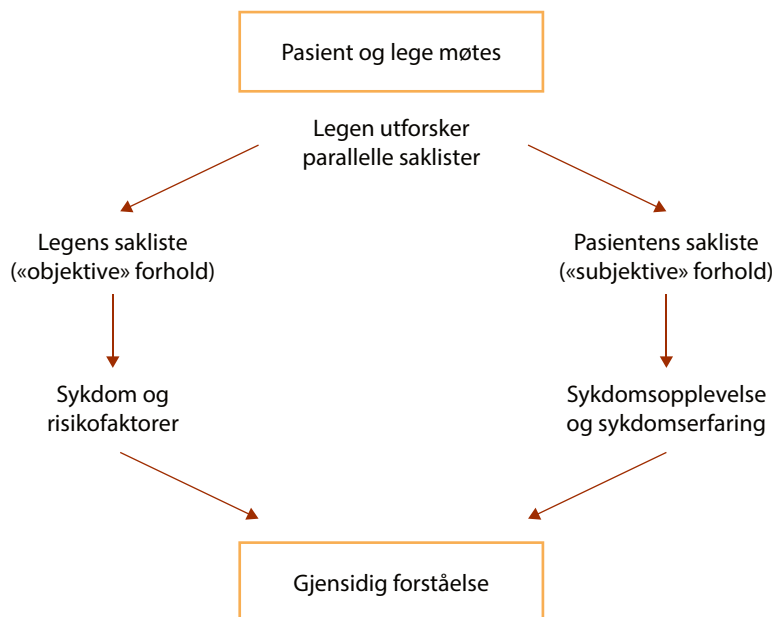 Pasient og lege møtes
Legen utforsker
parallelle saklister
Legens sakliste
(«objektive» forhold)
Pasientens sakliste
(«subjektive» forhold)
Sykdom og
risikofaktorer
Sykdomsopplevelse
og sykdomserfaring
Gjensidig forståelse